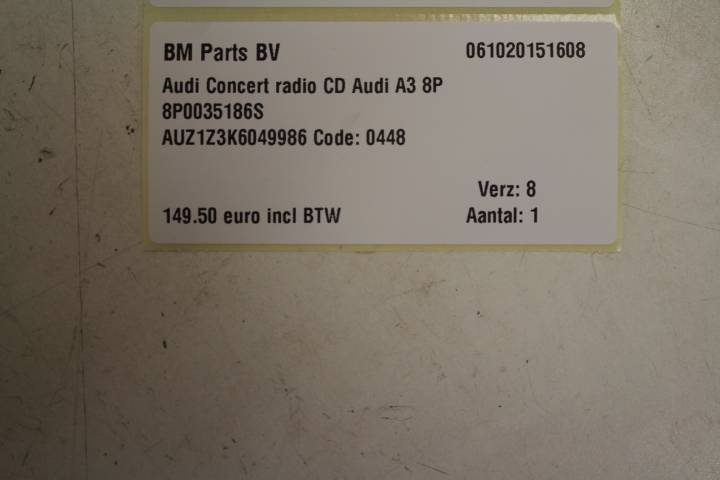 BM Parts BV 061020151608
Audi Concert radio CD Audi A3 8P
8P0035186S
AUZ1Z3K6049986 Code: 0448
Verz: 8
149.50 euro incl BTW Aantal: 1